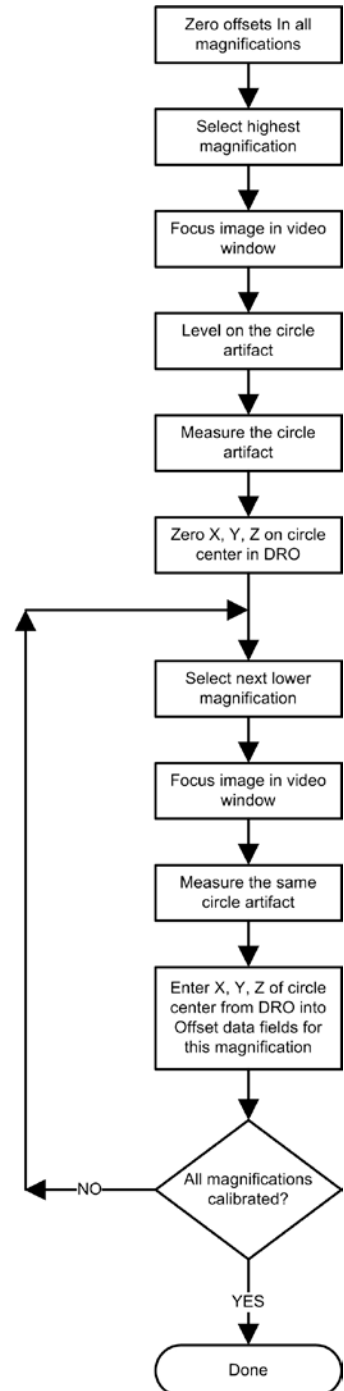 Zero offsets In all
magnifications
Select highest
magnification
Focus image in video
window
Level on the circle
artifact
Measure the circle
artifact
Zero X, Y, Z on circle
center in DRO
Select next lower
magnification
Focus image in video
window
Measure the same
circle artifact
Enter X, Y, Z of circle
center from DRO into
Offset data fields for
this magnification
All magnifications
calibrated?
NO
YES
Done